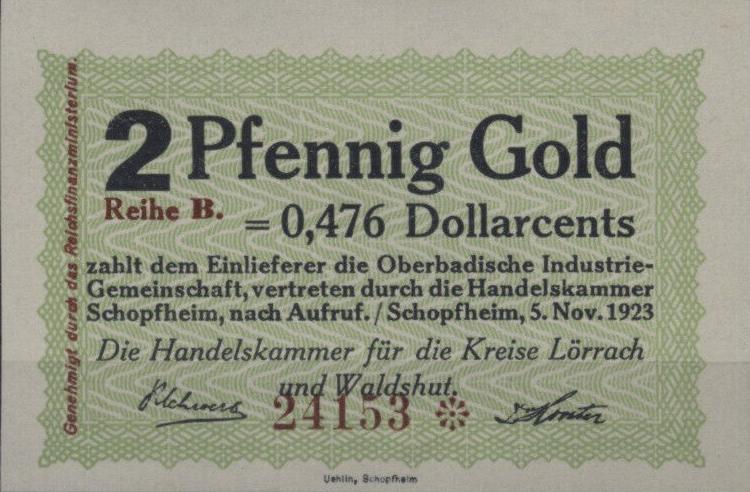 Genehmigt durch das Reichsfinanzministerium.
2 Pfennig Gold
Reihe B.
= 0,476 Dollarcents
zahlt dem Einlieferer die Oberbadische Industrie-
Gemeinschaft, vertreten durch die Handelskammer
Schopfheim, nach Aufruf. / Schopfheim, 5. Nov. 1923
Die Handelskammer für die Kreise Lörrach
und Waldshut.
24153
Uehlin, Schopfheim